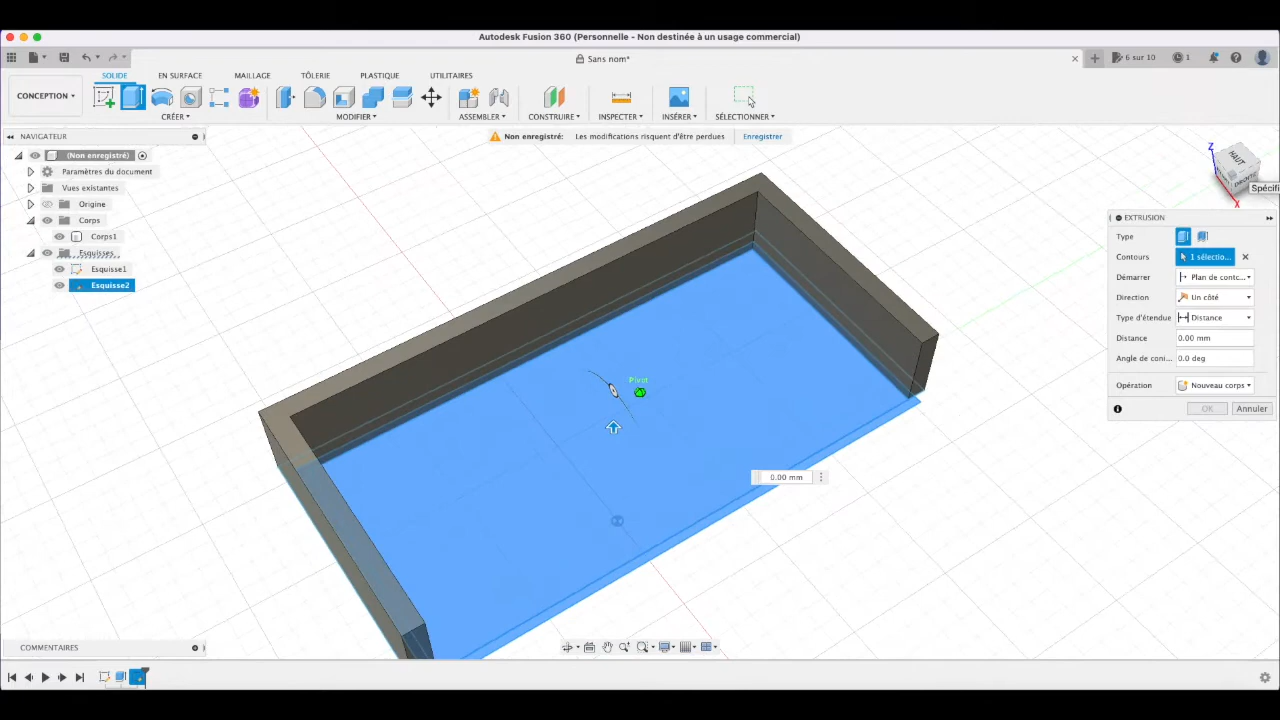 Autodesk Fusion 360 (Personnelle - Non destinée à un usage commercial)
Sans nom*
6 sur 10
1
SOLIDE
EN SURFACE
MAILLAGE
TÔLERIE
PLASTIQUE
UTILITAIRES
CONCEPTION
CRÉER
MODIFIER
ASSEMBLER
CONSTRUIRE
INSPECTER
INSÉRER
SÉLECTIONNER
NAVIGATEUR
Non enregistré:
Les modifications risquent d'être perdues
Enregistrer
(Non enregistré)
Paramètres du document
Vues existantes
Origine
Corps
Corps1
Esquisses
Esquisse1
Esquisse2
Z
HAUT
DROITE
X
Spécifi
EXTRUSION
Type
Contours
1 sélectio...
Démarrer
Plan de contc...
Direction
Un côté
Type d'étendue
Distance
Distance
0.00 mm
Angle de coni...
0.0 deg
Opération
Nouveau corps
OK
Annuler
Pivot
0.00 mm
COMMENTAIRES